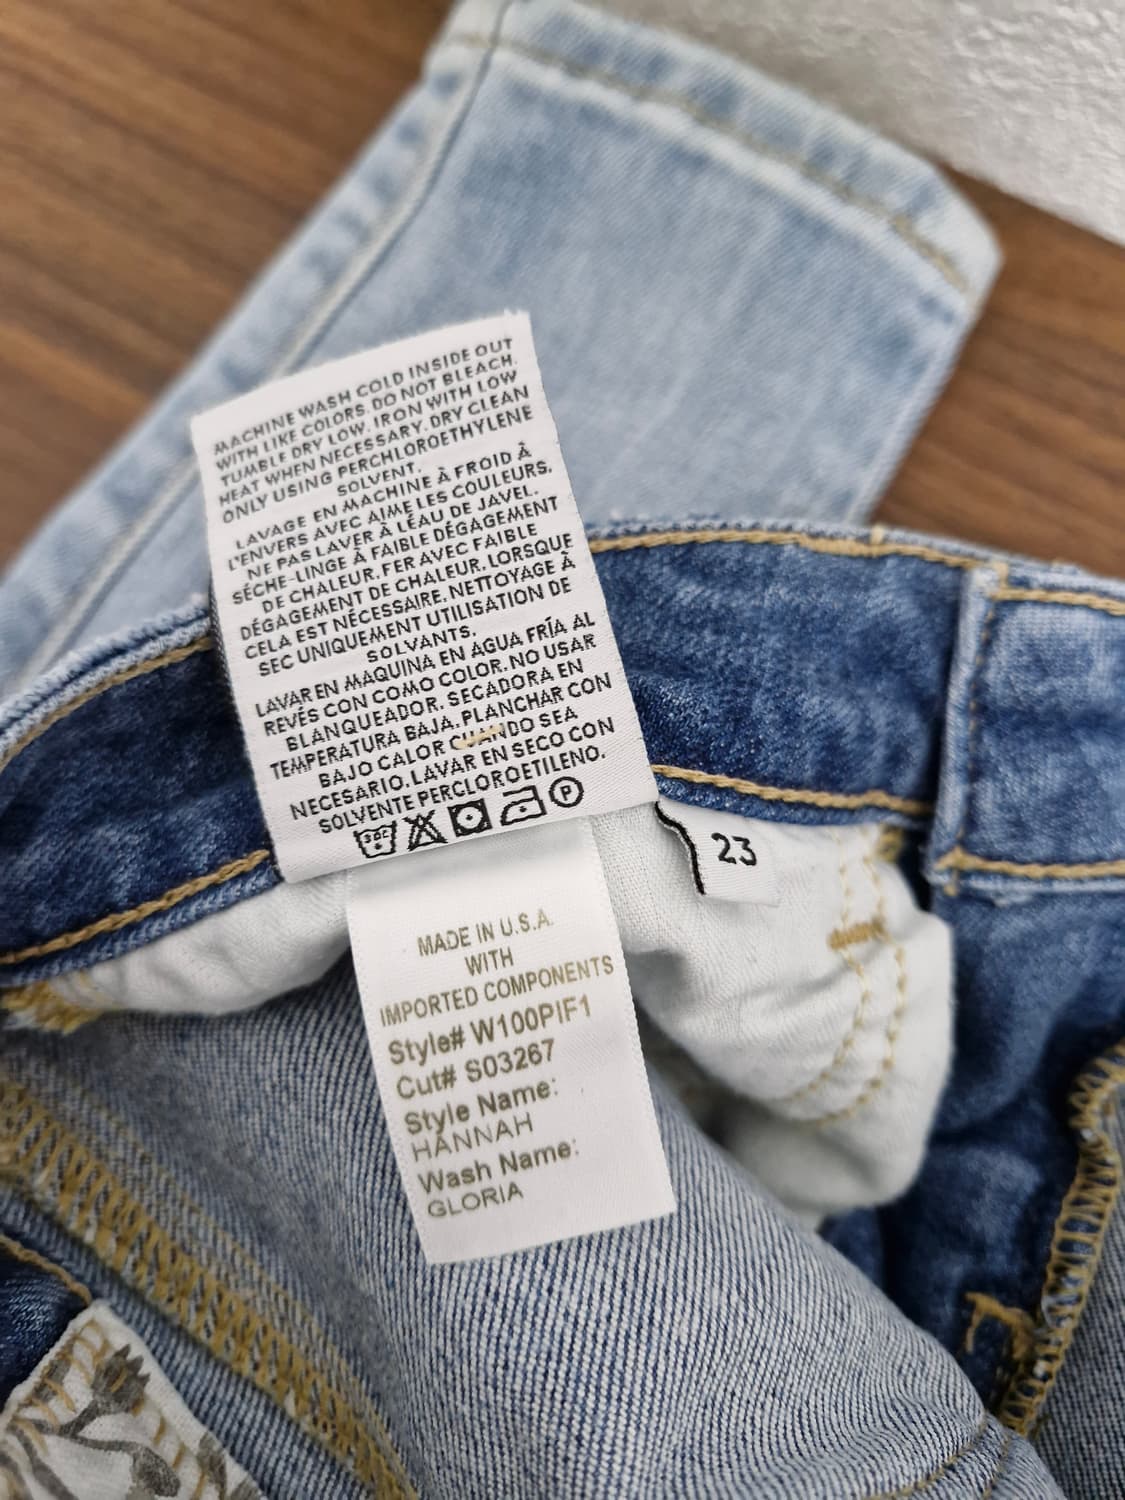 MACHINE WASH COLD INSIDE OUT
WITH LIKE COLORS. DO NOT BLEACH.
TUMBLE DRY LOW. IRON WITH LOW
HEAT WHEN NECESSARY. DRY CLEAN
ONLY USING PERCHLOROETHYLENE
SOLVENT.
LAVAGE EN MACHINE À FROID À
L'ENVERS AVEC AIME LES COULEURS.
NE PAS LAVER À LÉAU DE JAVEL.
SÉCHE-LINGE À FAIBLE DÉGAGEMENT
DE CHALEUR. FER AVEC FAIBLE
DÉGAGEMENT DE CHALEUR. LORSQUE
CELA EST NÉCESSAIRE, NETTOYAGE À
SEC UNIQUEMENT UTILISATION DE
SOLVANTS.
LAVAR EN MAQUINA EN AGUA FRÍA AL
REVÉS CON COMO COLOR. NO USAR
BLANQUEADOR. SECADORA EN
TEMPERATURA BAJA. PLANCHAR CON
BAJO CALOR CUANDO SEA
NECESARIO. LAVAR EN SECO CON
SOLVENTE PERCLOROETILENO.
30C P
23
MADE IN U.S.A.
WITH
IMPORTED COMPONENTS
Style# W100PIF1
Cut# S03267
Style Name:
HANNAH
Wash Name:
GLORIA